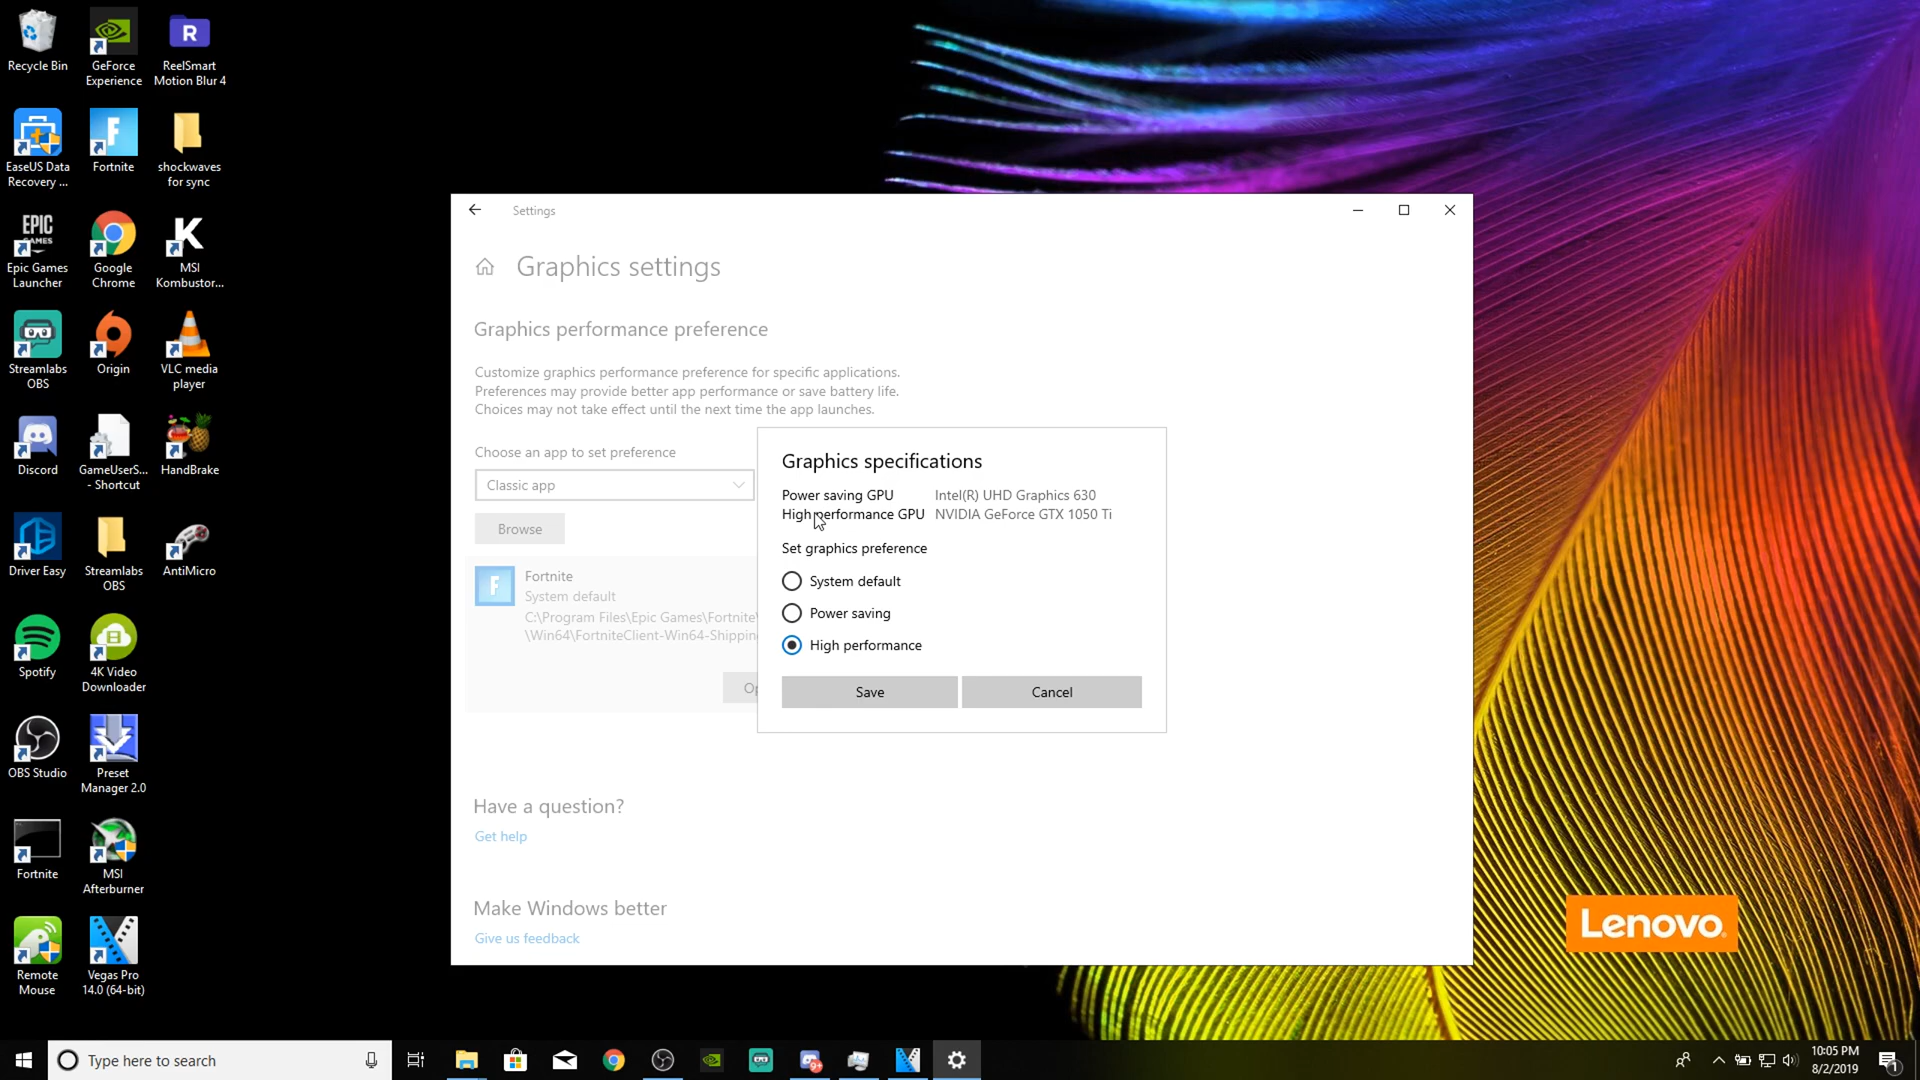 Recycle Bin
GeForce
Experience
ReelSmart
Motion Blur 4
EaseUS Data
Recovery ...
Fortnite
shockwaves
for sync
EPIC
GAMES
Epic Games
Launcher
Google
Chrome
MSI
Kombustor...
Streamlabs
OBS
Origin
VLC media
player
Discord
GameUserS...
- Shortcut
HandBrake
Driver Easy
Streamlabs
OBS
AntiMicro
Spotify
4K Video
Downloader
OBS Studio
Preset
Manager 2.0
Fortnite
MSI
Afterburner
Remote
Mouse
Vegas Pro
14.0 (64-bit)
Settings
Graphics settings
Graphics performance preference
Customize graphics performance preference for specific applications.
Preferences may provide better app performance or save battery life.
Choices may not take effect until the next time the app launches.
Choose an app to set preference
Classic app
Browse
Fortnite
System default
C:\Program Files\Epic Games\Fortnite\
\Win64\FortniteClient-Win64-Shippin
Op
Graphics specifications
Power saving GPU Intel(R) UHD Graphics 630
High performance GPU NVIDIA GeForce GTX 1050 Ti
Set graphics preference
System default
Power saving
High performance
Save
Cancel
Have a question?
Get help
Make Windows better
Give us feedback
Lenovo
Type here to search
10:05 PM
8/2/2019
1